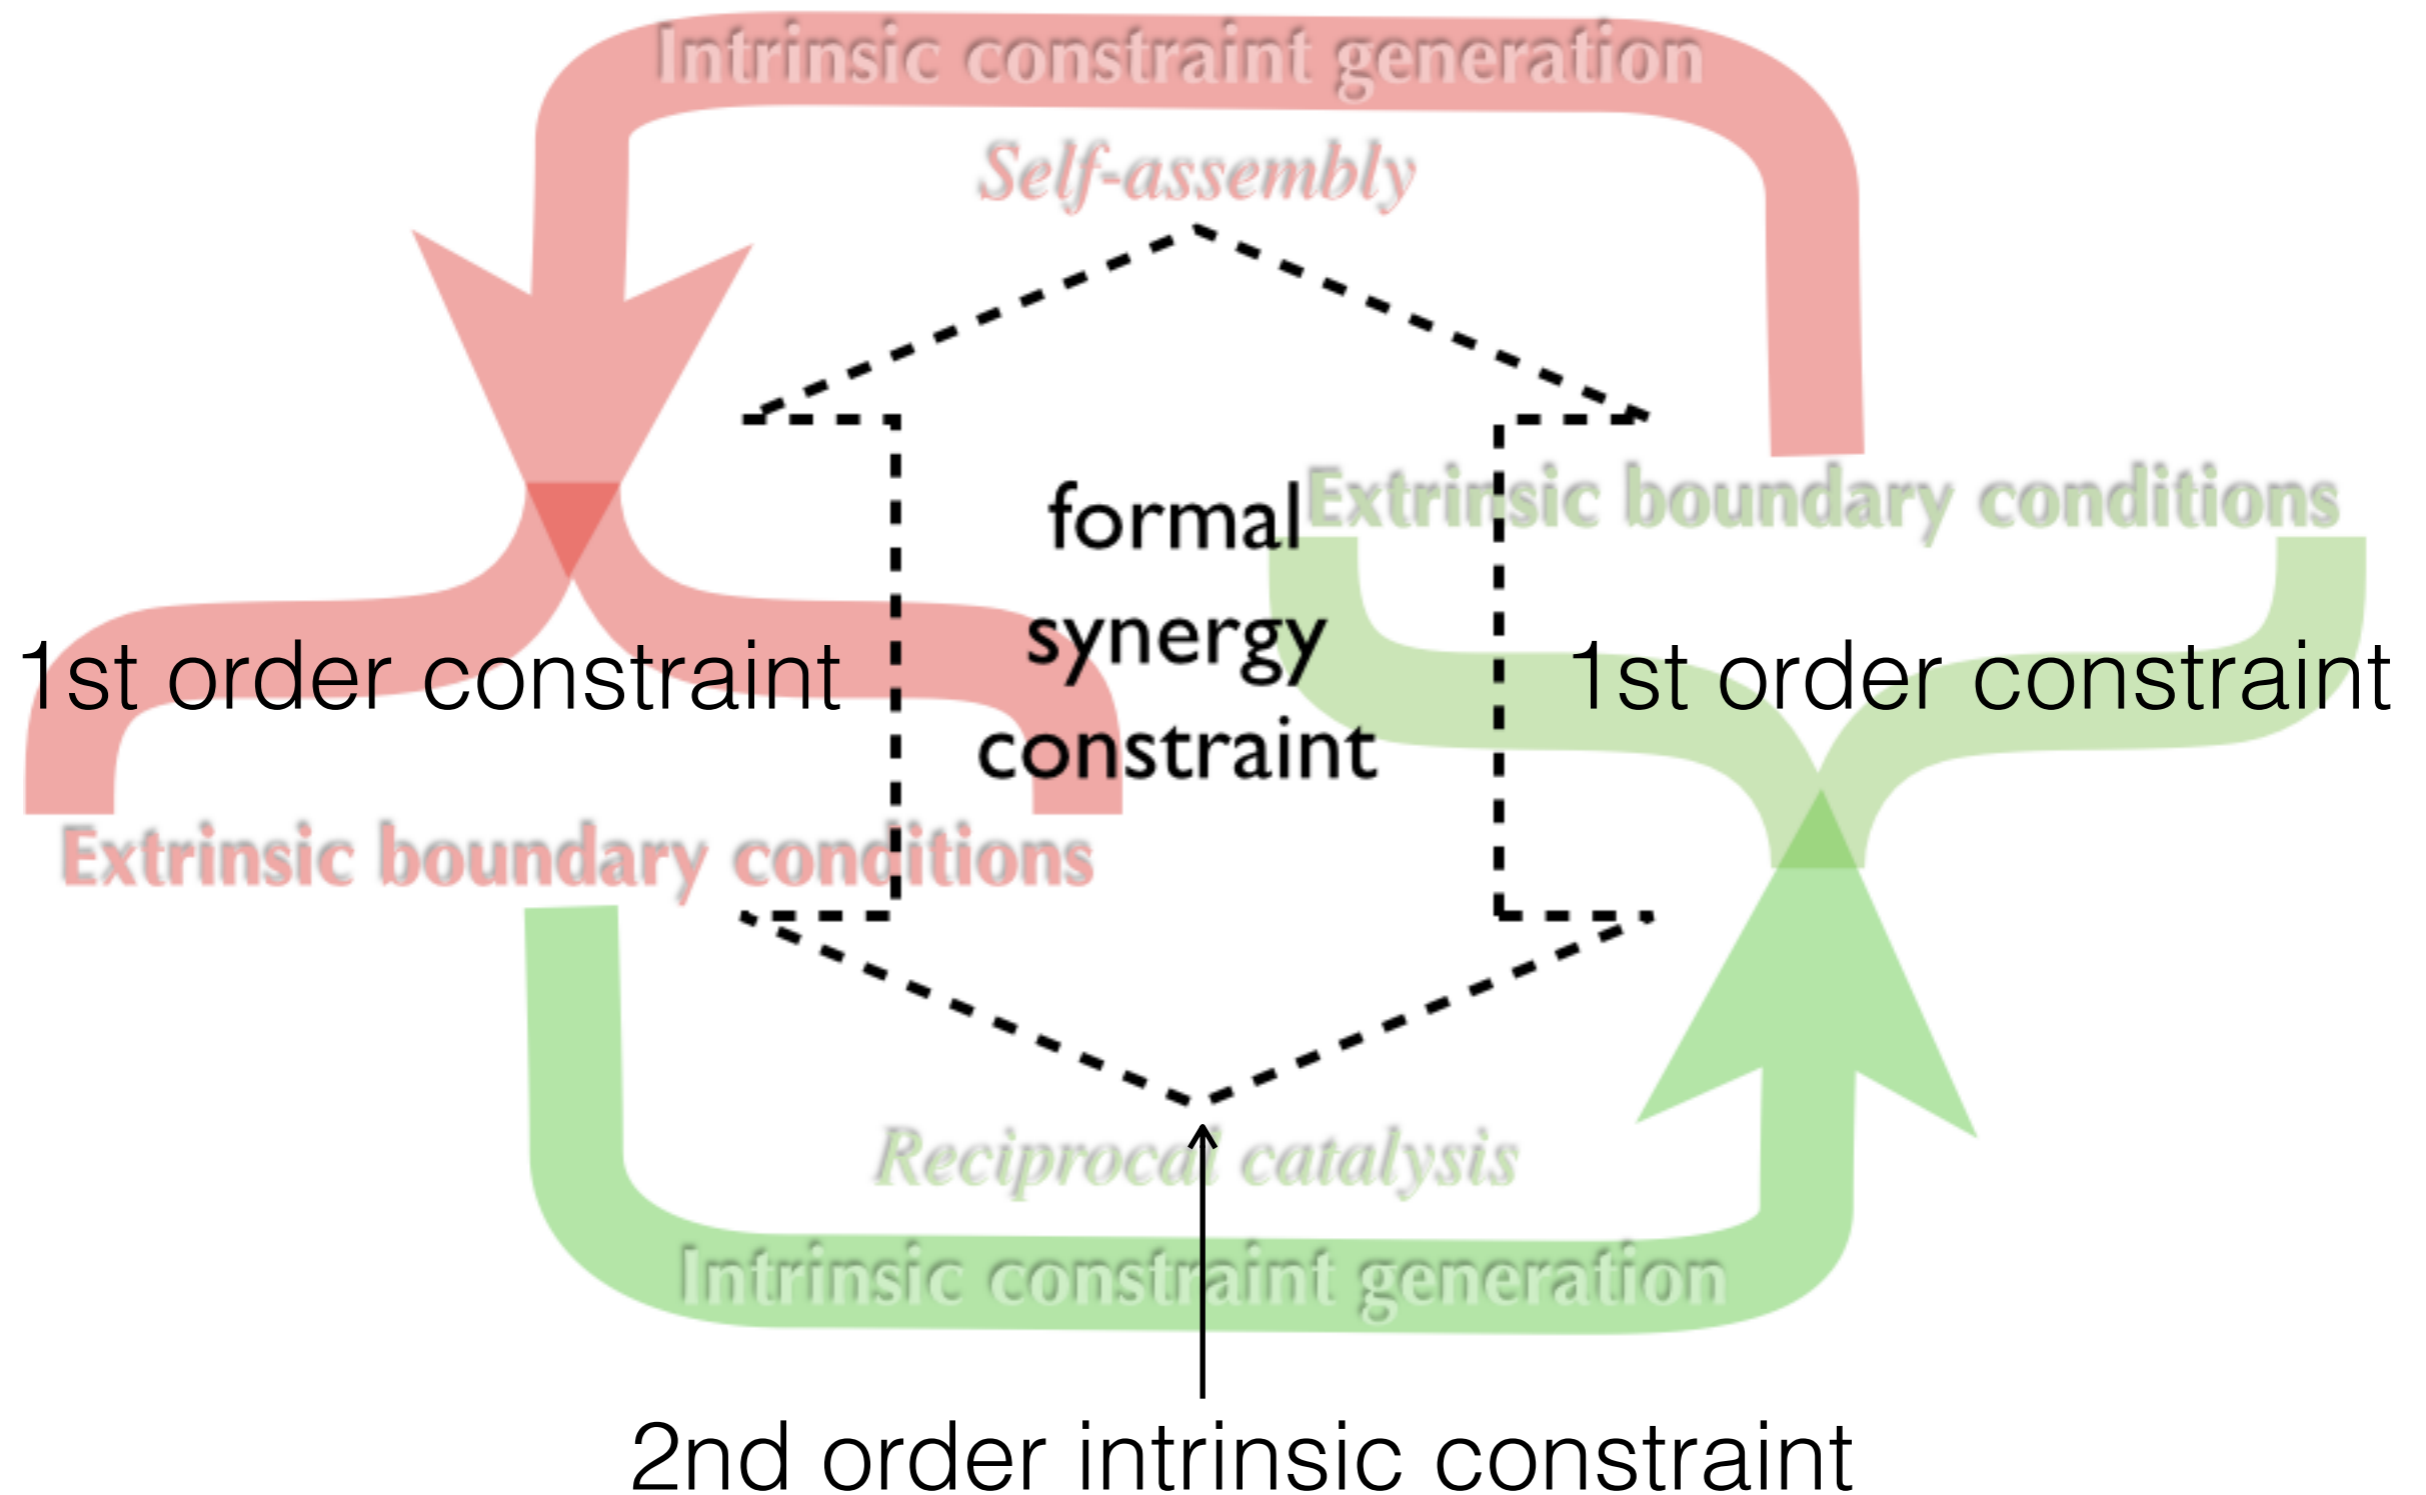 Intrinsic constraint generation
Self-assembly
formal
Extrinsic boundary conditions
synergy
1st order constraint
1st order constraint
constraint
Extrinsic boundary conditions
Reciprocal catalysis
Intrinsic constraint generation
2nd order intrinsic constraint